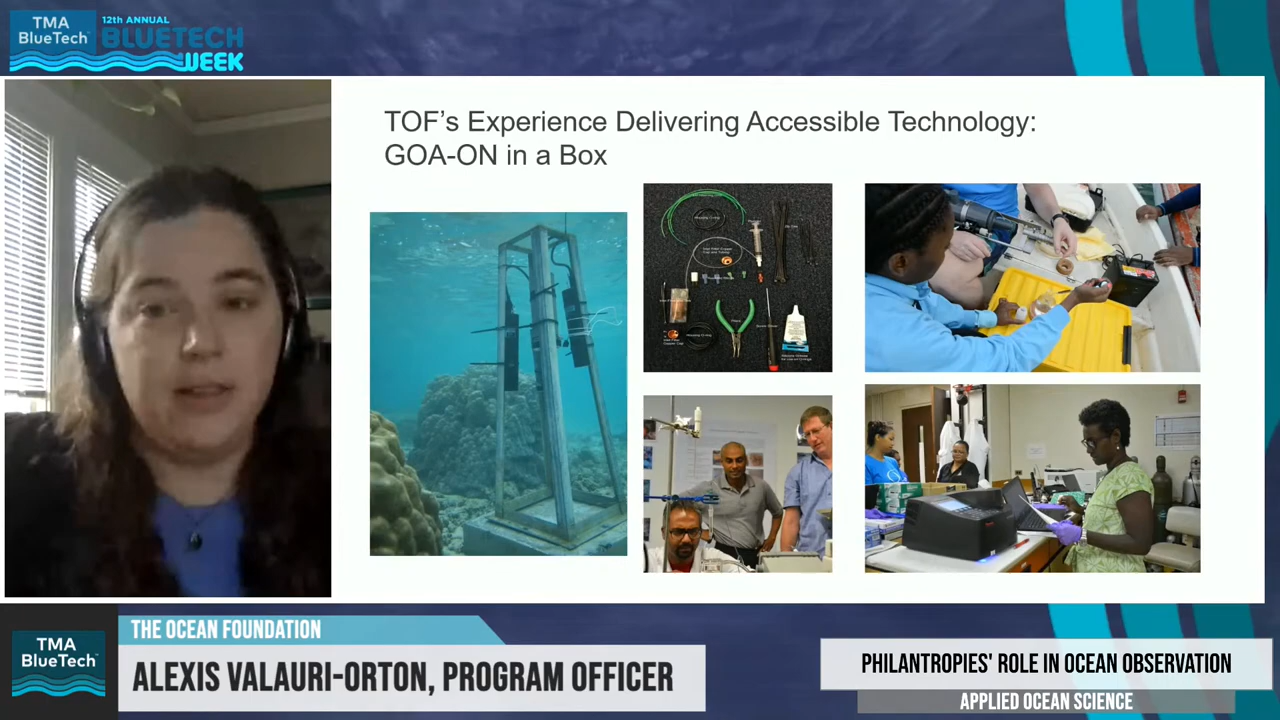 TMA
BlueTech
12th ANNUAL
BLUETECH
WEEK
TOF's Experience Delivering Accessible Technology:
GOA-ON in a Box
THE OCEAN FOUNDATION
TMA
BlueTech
ALEXIS VALAURI-ORTON, PROGRAM OFFICER
PHILANTROPIES' ROLE IN OCEAN OBSERVATION
APPLIED OCEAN SCIENCE